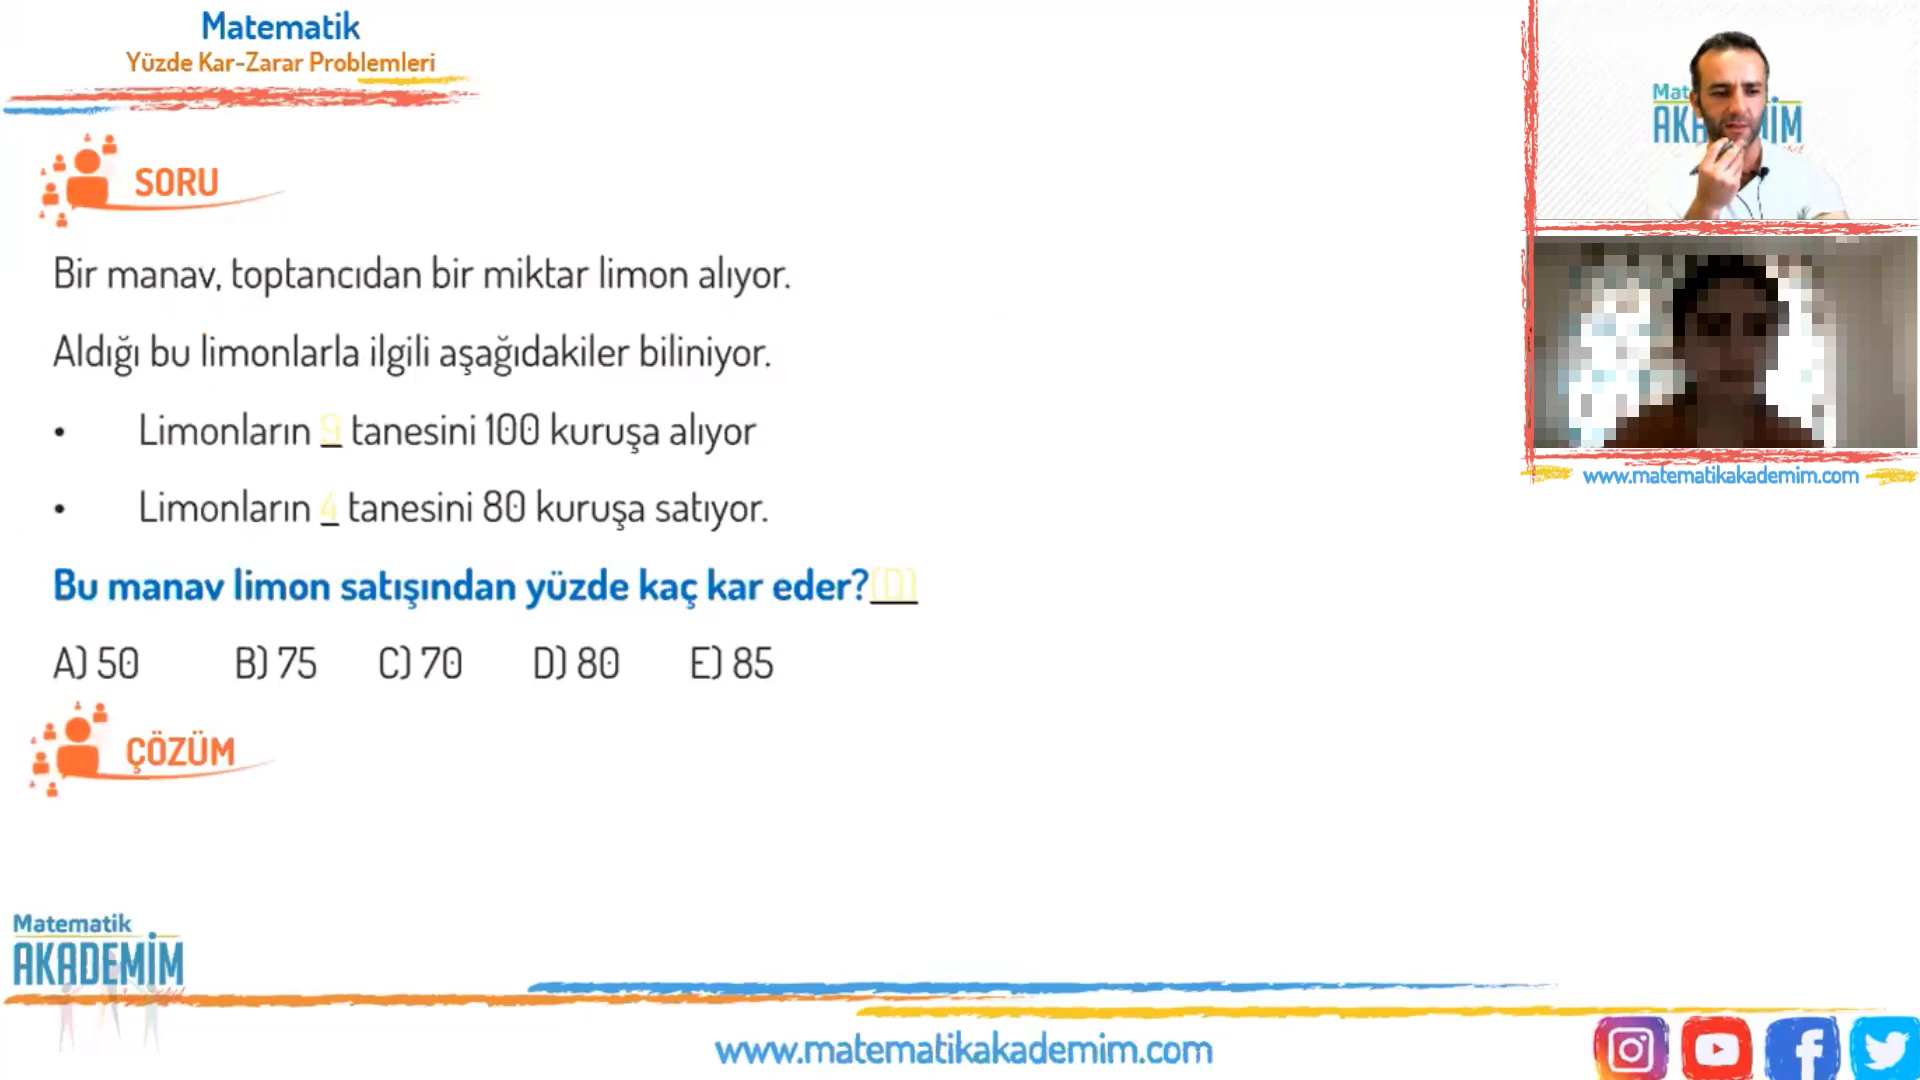 Matematik
Yüzde Kar-Zarar Problemleri
SORU
Bir manav, toptancıdan bir miktar limon alıyor.
Aldığı bu limonlarla ilgili aşağıdakiler biliniyor.
• Limonların 9 tanesini 100 kuruşa alıyor
• Limonların 4 tanesini 80 kuruşa satıyor.
Bu manav limon satışından yüzde kaç kar eder?(D)
A) 50 B) 75 C) 70 D) 80 E) 85
ÇÖZÜM
Matematik
AKADEMİM
www.matematikakademim.com
www.matematikakademim.com